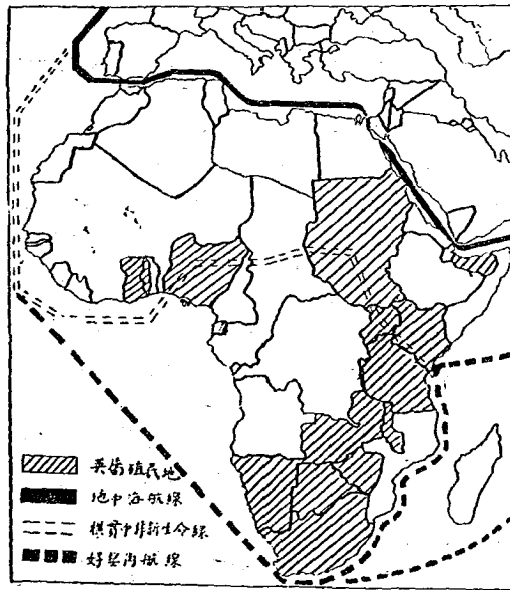 英屬殖民地
地中海航線
橫貫中非新生命線
好望角航線